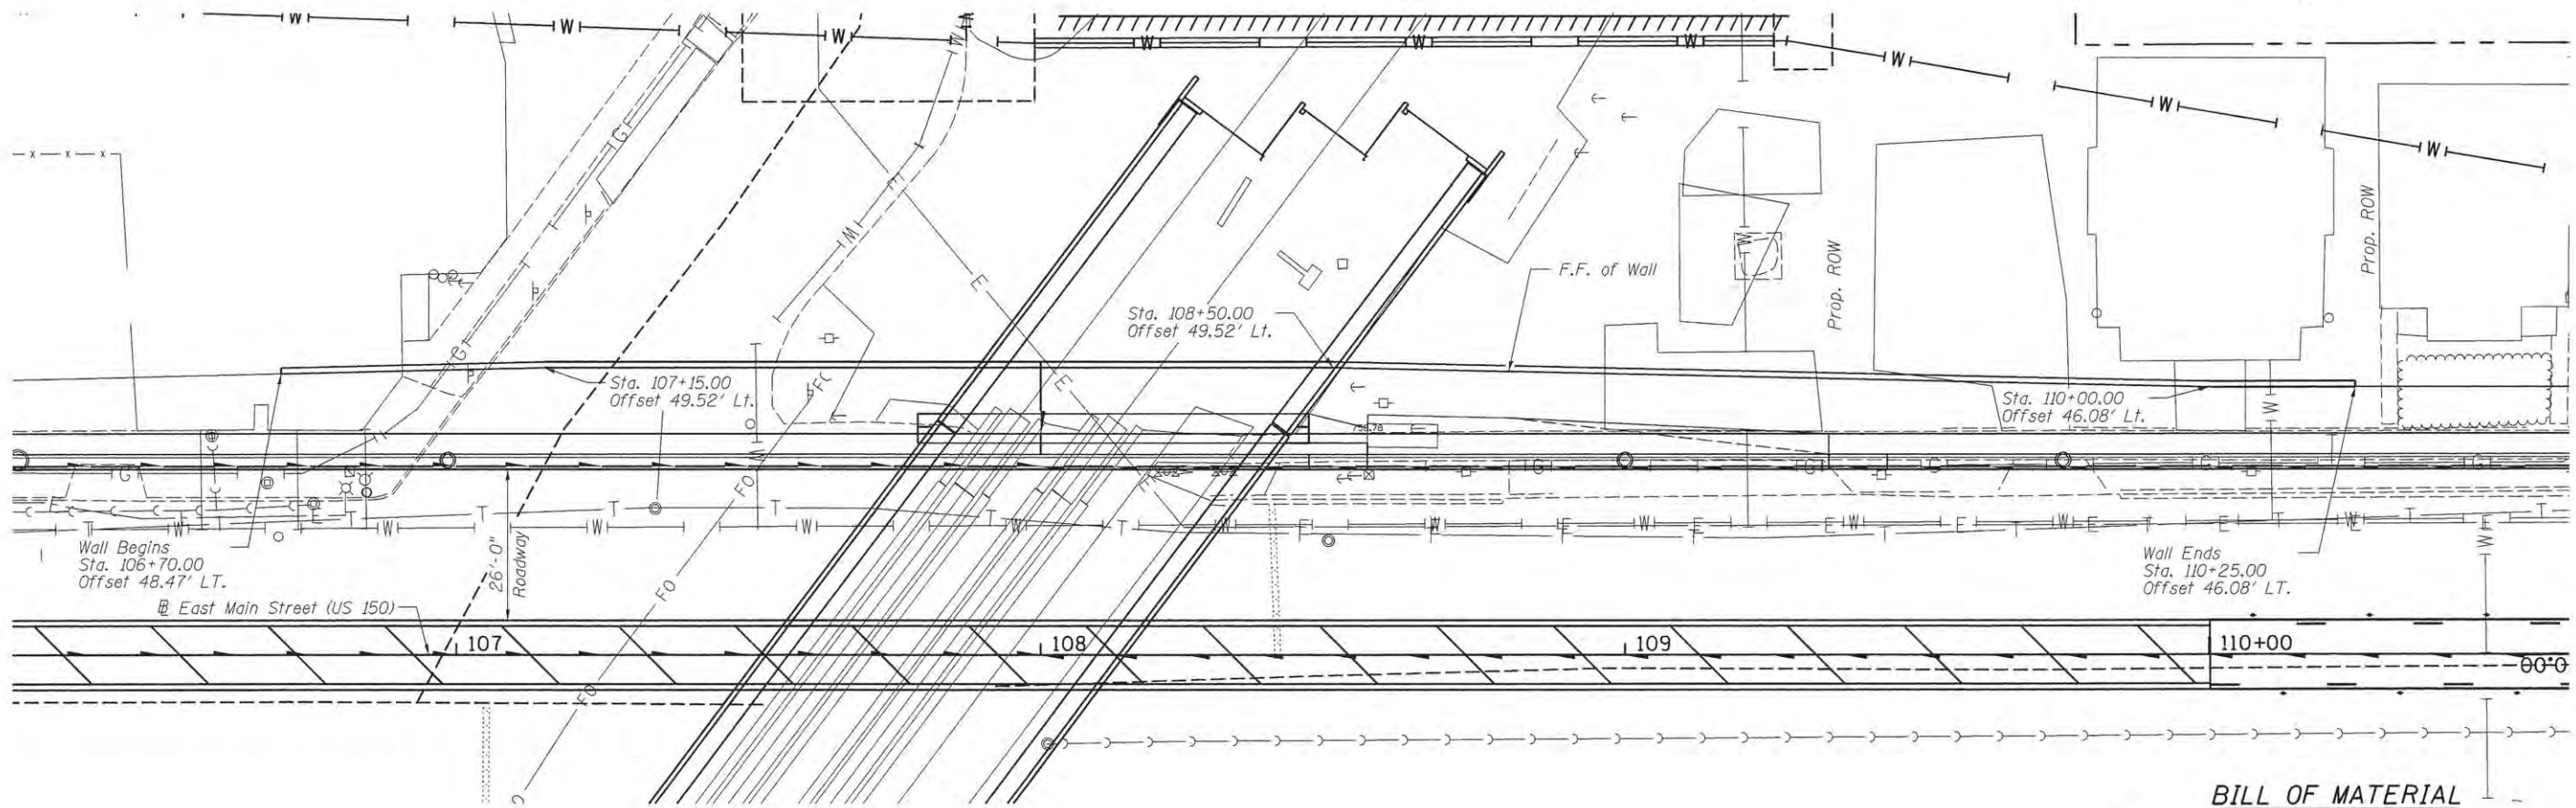 W W W W W W W W W
G
x x x
E
W
M
W
Prop. ROW
Prop. ROW
T
E
F.F. of Wall
Sta. 108+50.00
Offset 49.52' Lt.
G
Sta. 107+15.00
Offset 49.52' Lt.
E
Sta. 110+00.00
Offset 46.08' Lt.
W
W
G G G G G G
FO
T T T T T T T
W W W W W W W W
E E E E E E E
W
Wall Begins
Sta. 106+70.00
Offset 48.47' LT.
26'-0"
Roadway
Wall Ends
Sta. 110+25.00
Offset 46.08' LT.
FO
East Main Street (US 150)
107
108
109
110+00
FO
BILL OF MATERIAL